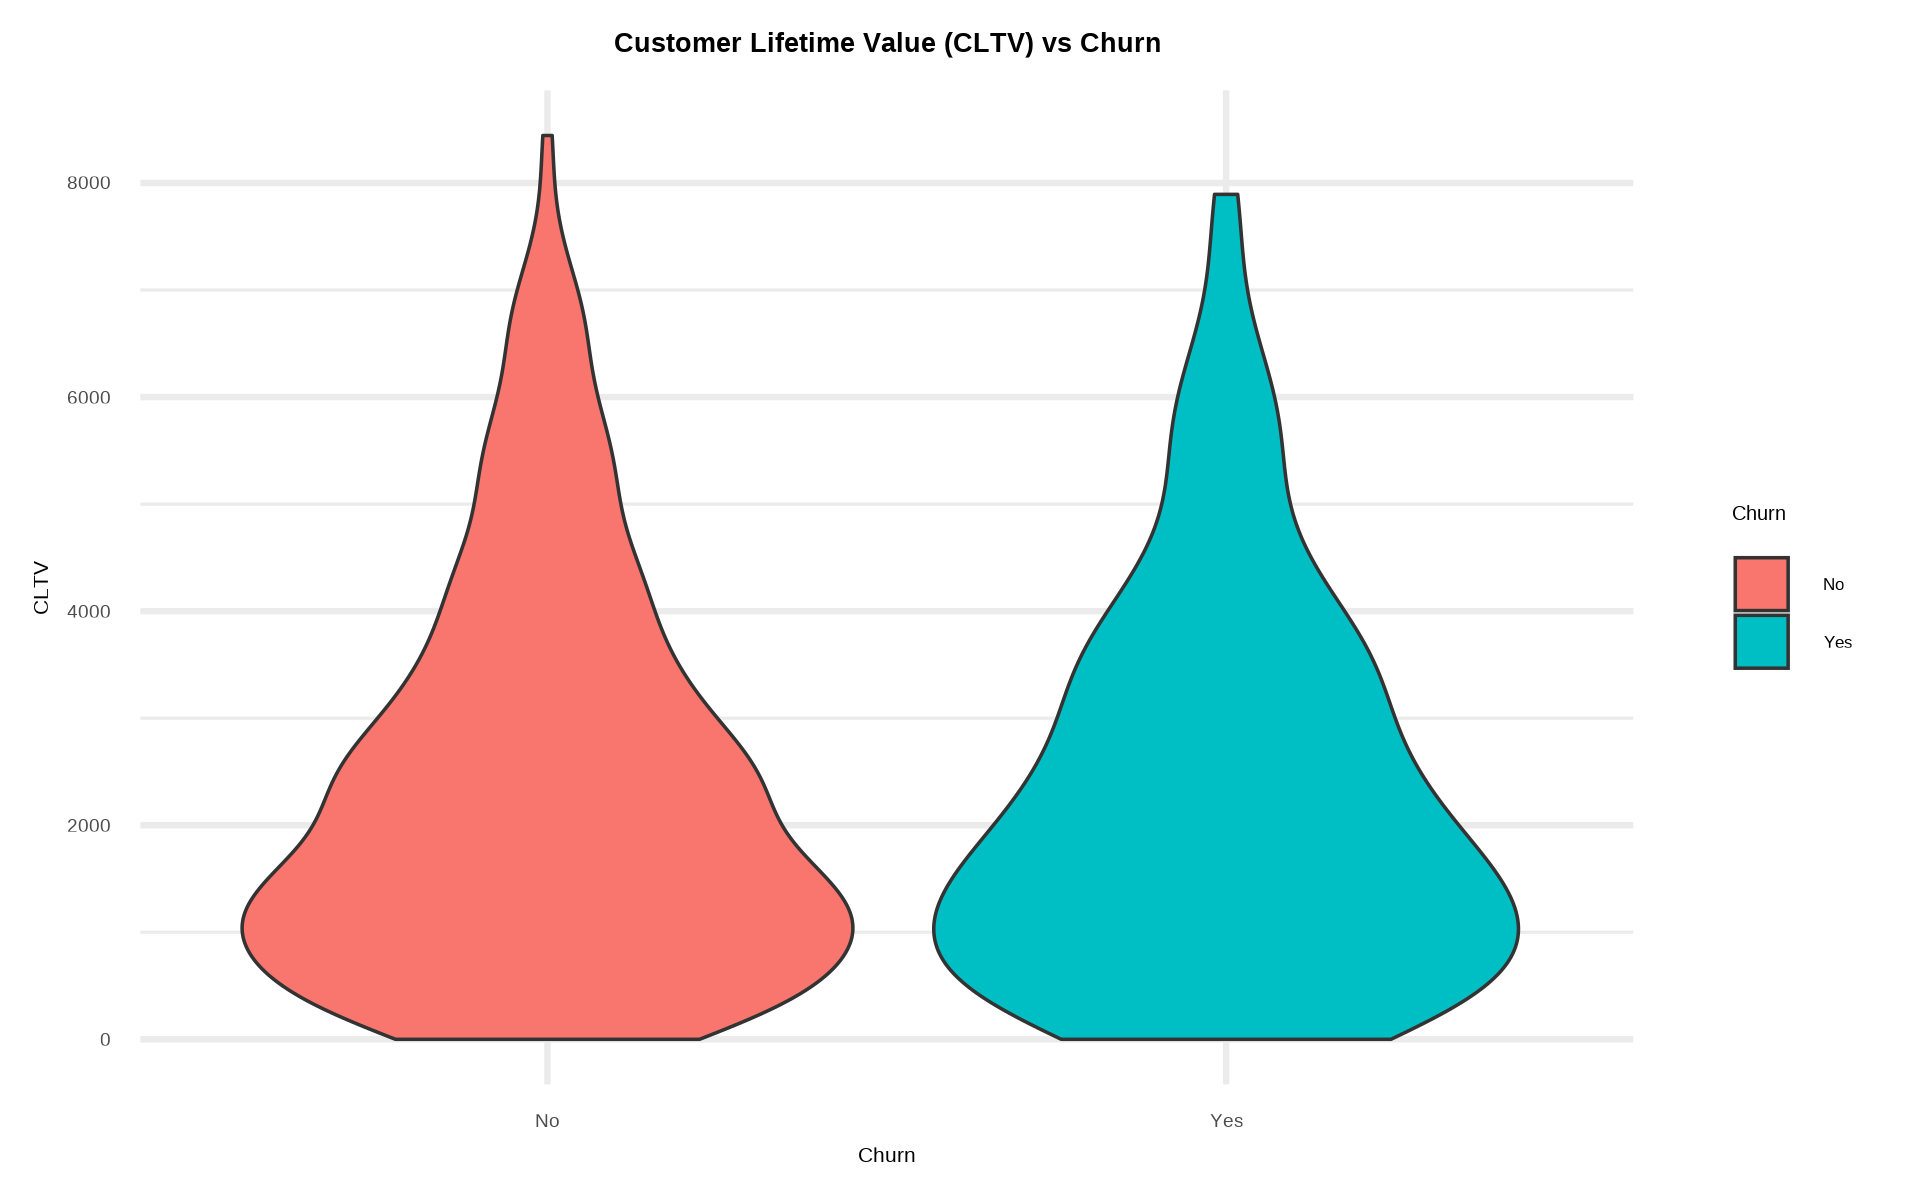 Customer Lifetime Value (CLTV) vs Churn
8000
6000
4000
2000
0
CLTV
No
Yes
Churn
Churn
No
Yes